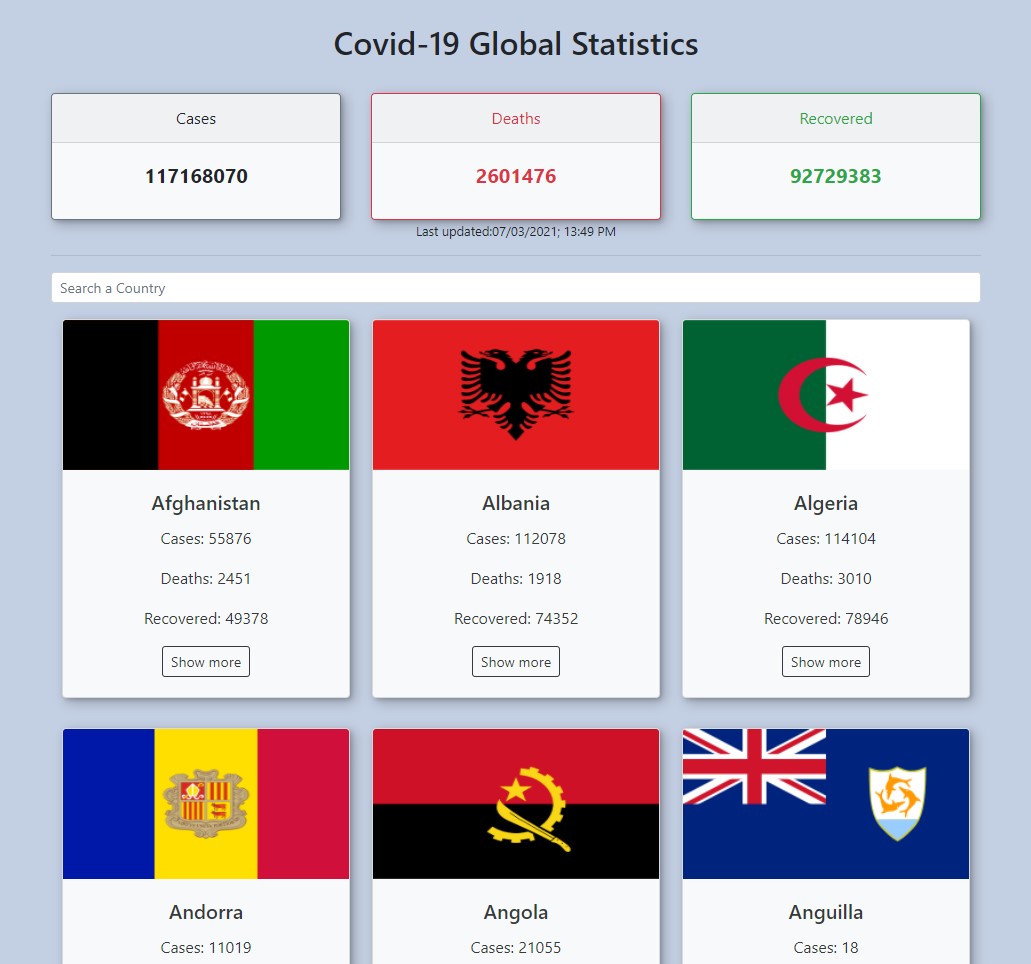 Covid-19 Global Statistics
Cases
Deaths
Recovered
117168070
2601476
92729383
Last updated:07/03/2021; 13:49 PM
Search a Country
Afghanistan
Cases: 55876
Deaths: 2451
Recovered: 49378
Show more
Albania
Cases: 112078
Deaths: 1918
Recovered: 74352
Show more
Algeria
Cases: 114104
Deaths: 3010
Recovered: 78946
Show more
Andorra
Cases: 11019
Angola
Cases: 21055
Anguilla
Cases: 18